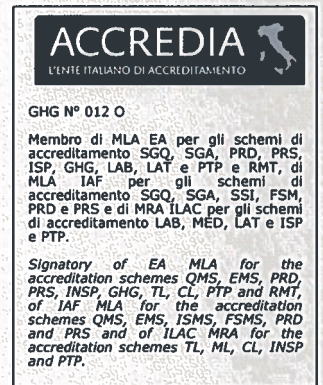 ACCREDIA
L'ENTE ITALIANO DI ACCREDITAMENTO
GHG N° 012 O
Membro di MLA EA per gli schemi di
accreditamento SGQ, SGA, PRD, PRS,
ISP, GHG, LAB, LAT e PTP e RMT, di
MLA IAF per gli schemi di
accreditamento SGQ, SGA, SSI, FSM,
PRD e PRS e di MRA ILAC per gli schemi
di accreditamento LAB, MED, LAT e ISP
e PTP.
Signatory of EA MLA for the
accreditation schemes QMS, EMS, PRD,
PRS, INSP, GHG, TL, CL, PTP and RMT,
of IAF MLA for the accreditation
schemes QMS, EMS, ISMS, FSMS, PRD
and PRS and of ILAC MRA for the
accreditation schemes TL, ML, CL, INSP
and PTP.